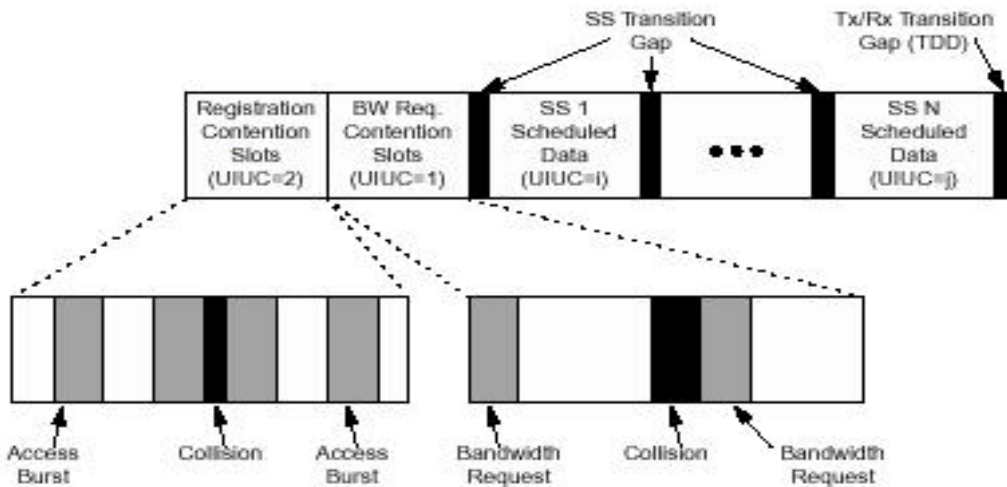 SS Transition
Gap
Tx/Rx Transition
Gap (TDD)
Registration
Contention
Slots
(UIUC=2)
BW Req.
Contention
Slots
(UIUC=1)
SS 1
Scheduled
Data
(UIUC=i)
SS N
Scheduled
Data
(UIUC=j)
Access
Burst
Collision
Access
Burst
Bandwidth
Request
Collision
Bandwidth
Request